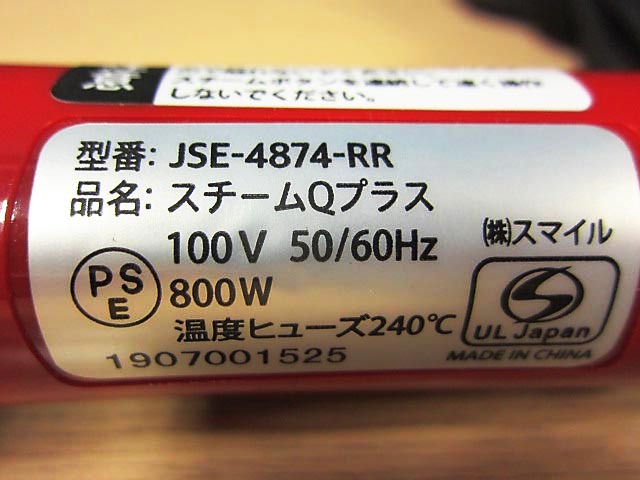 スチームボタンを連続して速く操作
しないでください。
型番: JSE-4874-RR
品名: スチームQプラス
100V 50/60Hz
㈱スマイル
PSE
800W
温度ヒューズ240℃
UL Japan
1907001525
MADE IN CHINA